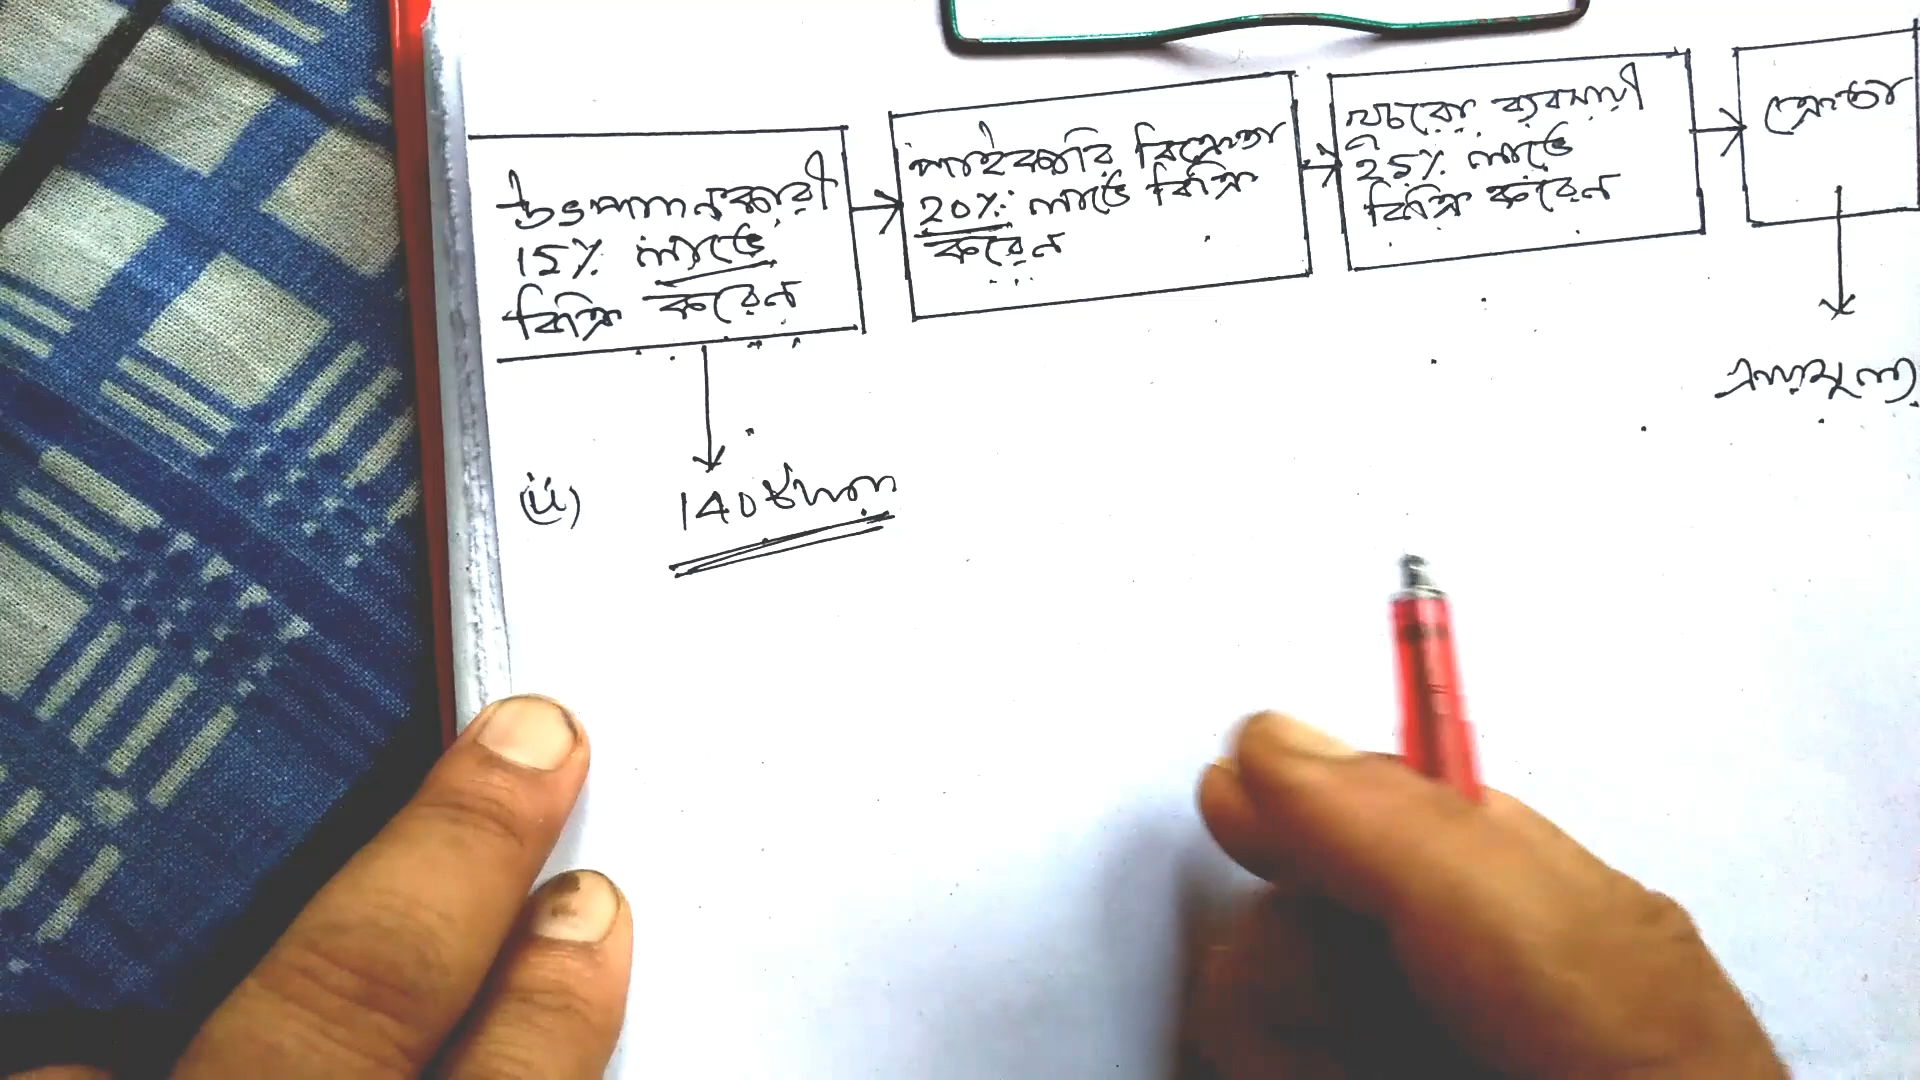 উৎপাদনকারী
15% লাভে
বিক্রি করেন
পাইকারি বিক্রেতা
20% লাভে বিক্রি
করেন
খুচরো ব্যবসায়ী
25% লাভে
বিক্রি করেন
ক্রেতা
ক্রয়মূল্য
(ii) 140 টাকা